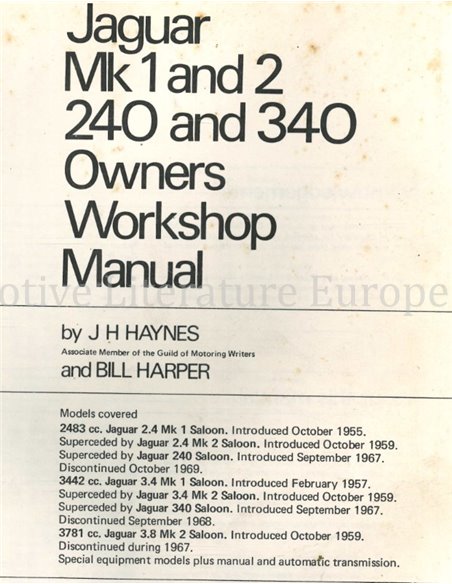 Jaguar
Mk 1 and 2
240 and 340
Owners
Workshop
Manual
otive Literature Europe
by J H HAYNES
Associate Member of the Guild of Motoring Writers
and BILL HARPER
Models covered
2483 cc. Jaguar 2.4 Mk 1 Saloon. Introduced October 1955.
Superceded by Jaguar 2.4 Mk 2 Saloon. Introduced October 1959.
Superceded by Jaguar 240 Saloon. Introduced September 1967.
Discontinued October 1969.
3442 cc. Jaguar 3.4 Mk 1 Saloon. Introduced February 1957.
Superceded by Jaguar 3.4 Mk 2 Saloon. Introduced October 1959.
Superceded by Jaguar 340 Saloon. Introduced September 1967.
Discontinued September 1968.
3781 cc. Jaguar 3.8 Mk 2 Saloon. Introduced October 1959.
Discontinued during 1967.
Special equipment models plus manual and automatic transmission.